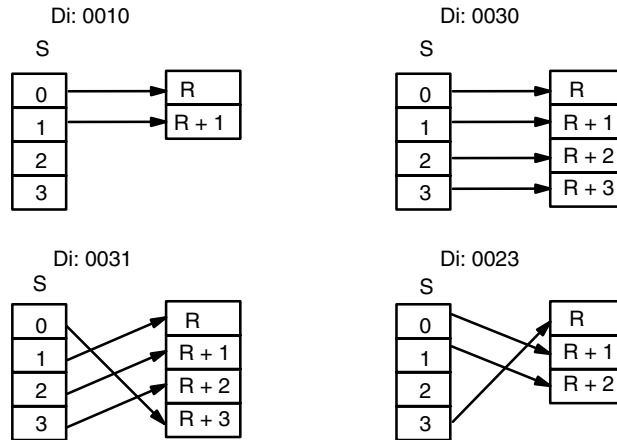 Di: 0010
S
0
1
2
3
R
R + 1
Di: 0030
S
0
1
2
3
R
R + 1
R + 2
R + 3
Di: 0031
S
0
1
2
3
R
R + 1
R + 2
R + 3
Di: 0023
S
0
1
2
3
R
R + 1
R + 2